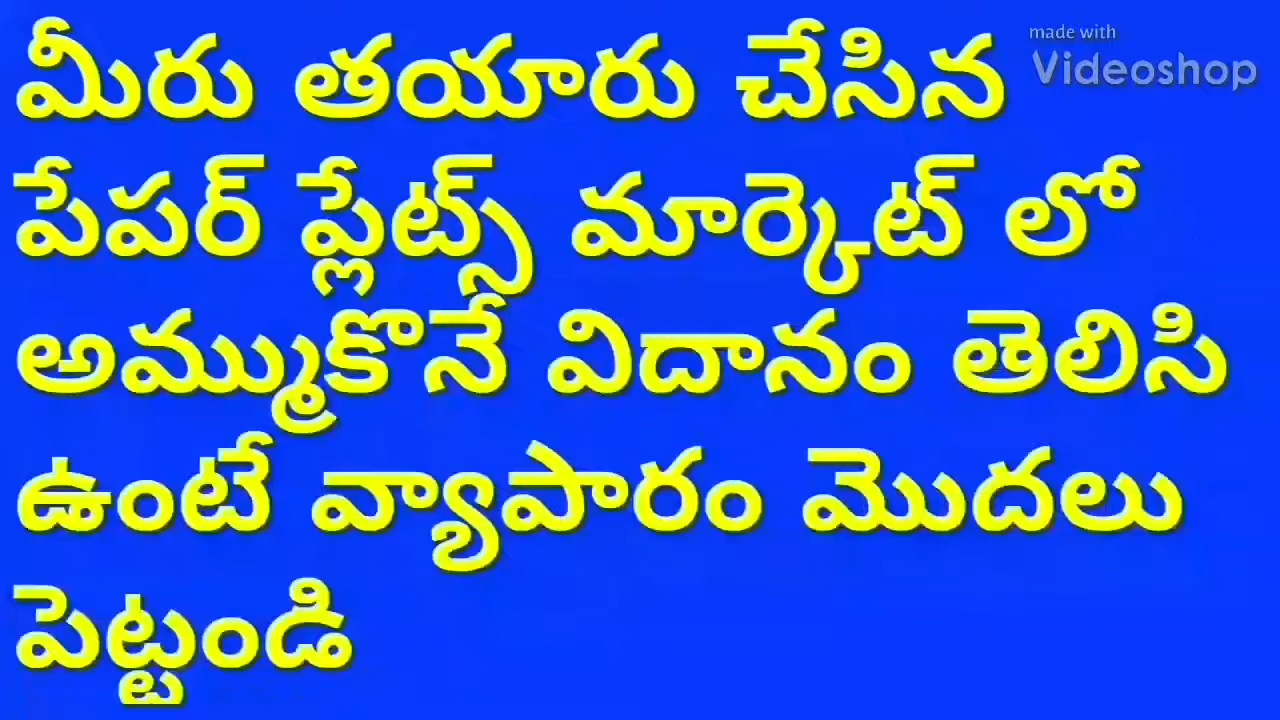 మీరు తయారు చేసిన
made with
Videoshop
పేపర్ ప్లేట్స్ మార్కెట్ లో
అమ్ముకొనే విదానం తెలిసి
ఉంటే వ్యాపారం మొదలు
పెట్టండి